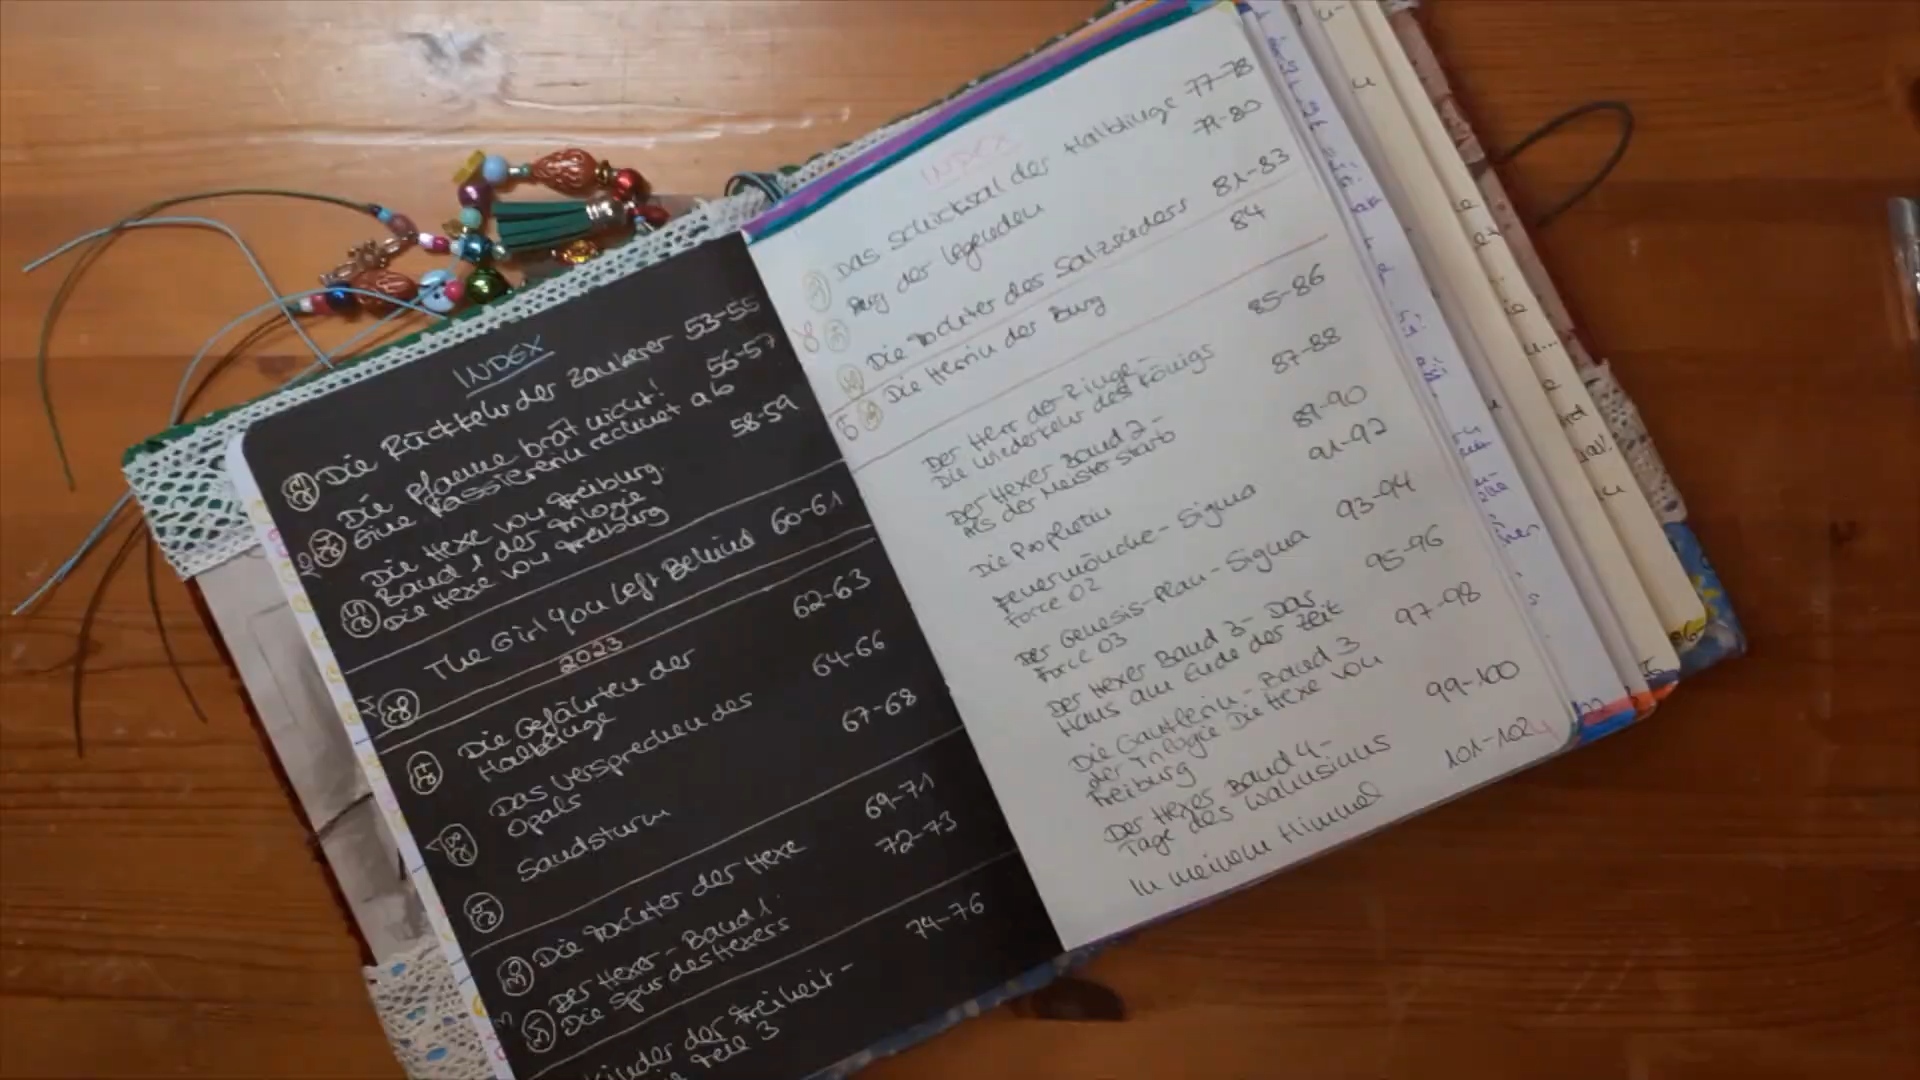 INDEX
Die Rückkehr der Zauberer 53-55
Die Pfanne brät nicht! 56-57
Eine Kassiererin rechnet ab
Die Hexe von Freiburg. 58-59
Band 1 der Trilogie
Die Hexe von Freiburg
The Girl You Left Behind 60-61
2023
Die Gefährten der 62-63
Halblinge
Das Versprechen des 64-66
Opals
Sandsturm 67-68
Die Tochter der Hexe 69-71
Der Hexer - Band 1. 72-73
Die Spur des Hexers
Kinder der Freiheit - 74-76
Teil 3
INDEX
Das Schicksal der Halblinge 77-78
Burg der Legenden 79-80
Die Tochter des Salzsieders 81-83
Die Herrin der Burg 84
Der Herr der Ringe - 85-86
Die Wiederkehr des Königs
Der Hexer Band 2 - 87-88
Als der Meister starb
Die Prophetin 89-90
Feuermönche - Sigma 91-92
Force 02
Der Genesis-Plan - Sigma 93-94
Force 03
Der Hexer Band 3 - Das 95-96
Haus am Ende der Zeit
Die Gauklerin - Band 3 97-98
der Trilogie Die Hexe von
Freiburg
Der Hexer Band 4 - 99-100
Tage des Wahnsinns
In meinem Himmel 101-102